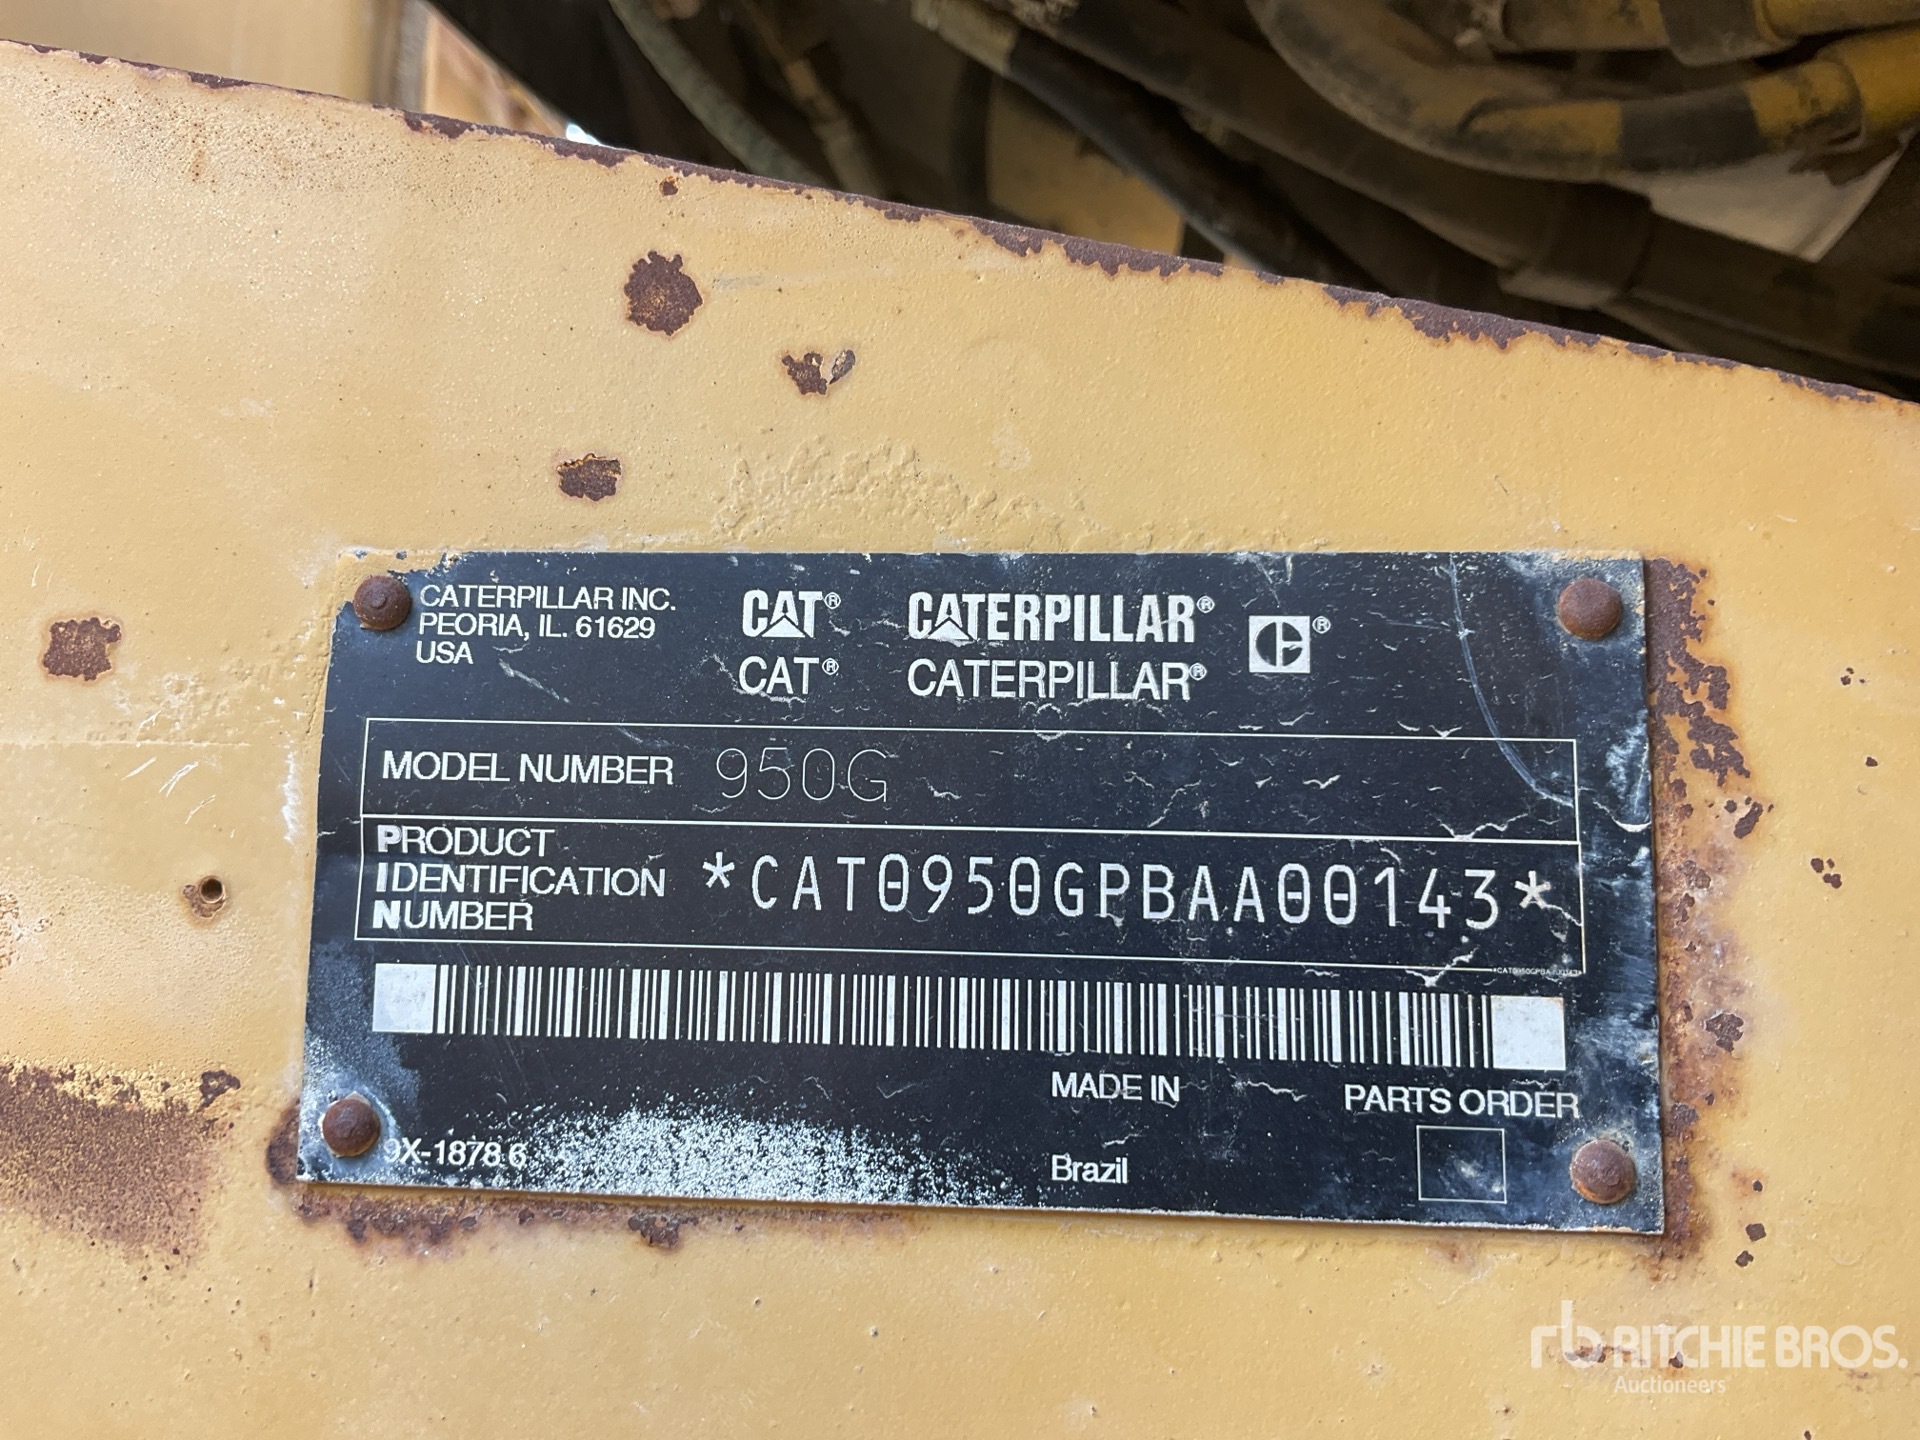 CATERPILLAR INC.
PEORIA, IL. 61629
USA
CAT® CATERPILLAR®
CAT® CATERPILLAR®
MODEL NUMBER 950G
PRODUCT
IDENTIFICATION
NUMBER
*CAT0950GPBAA00143*
MADE IN
Brazil
PARTS ORDER
9X-1878 6
rb RITCHIE BROS.
Auctioneers